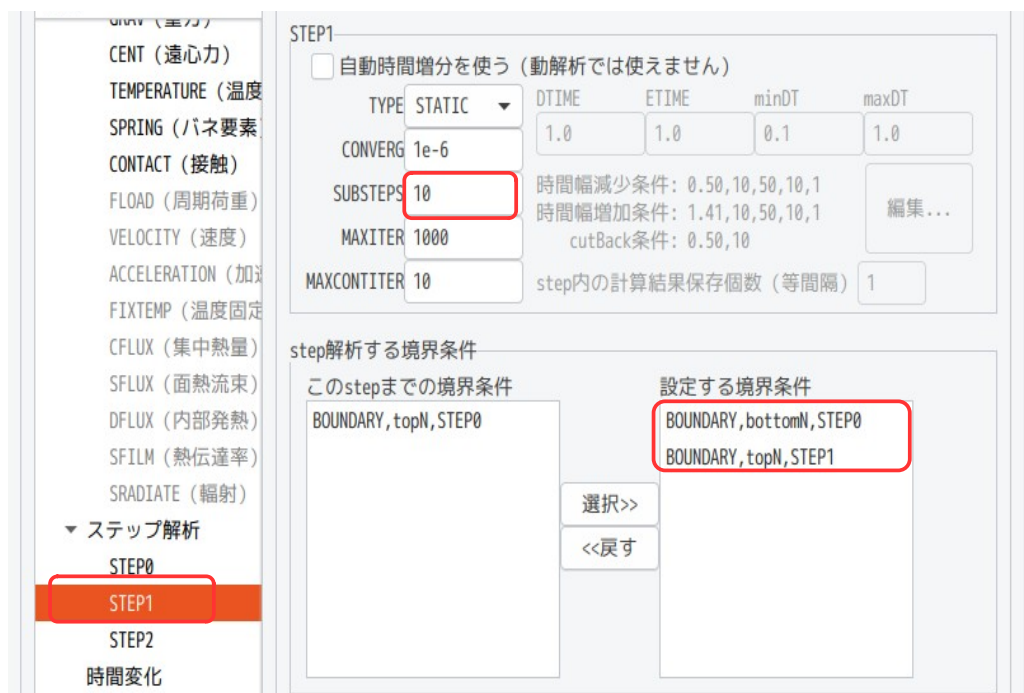 CENT (遠心力)
TEMPERATURE (温度
SPRING (バネ要素
CONTACT (接触)
FLOAD (周期荷重)
VELOCITY (速度)
ACCELERATION (加速
FIXTEMP (温度固定
CFLUX (集中熱量)
SFLUX (面熱流束)
DFLUX (内部発熱)
SFILM (熱伝達率)
SRADIATE (輻射)
▼ ステップ解析
STEP0
STEP1
STEP2
時間変化
STEP1
自動時間増分を使う (動解析では使えません)
TYPE STATIC
DTIME ETIME minDT maxDT
1.0 1.0 0.1 1.0
CONVERG 1e-6
SUBSTEPS 10
MAXITER 1000
MAXCONTITER 10
時間幅減少条件: 0.50,10,50,10,1
時間幅増加条件: 1.41,10,50,10,1
cutBack条件: 0.50,10
編集...
step内の計算結果保存個数 (等間隔) 1
step解析する境界条件
このstepまでの境界条件
BOUNDARY,topN,STEP0
選択>>
<<戻す
設定する境界条件
BOUNDARY,bottomN,STEP0
BOUNDARY,topN,STEP1